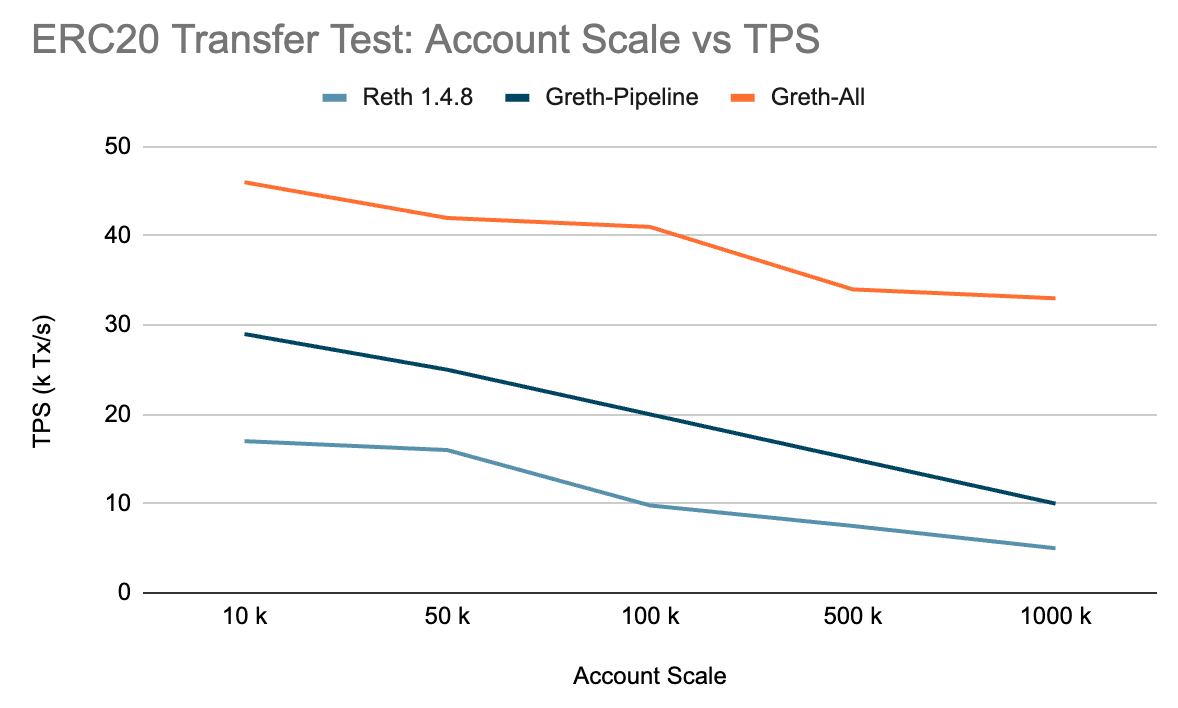 ERC20 Transfer Test: Account Scale vs TPS
Reth 1.4.8 Greth-Pipeline Greth-All
TPS (k Tx/s)
50
40
30
20
10
0
10 k 50 k 100 k 500 k 1000 k
Account Scale